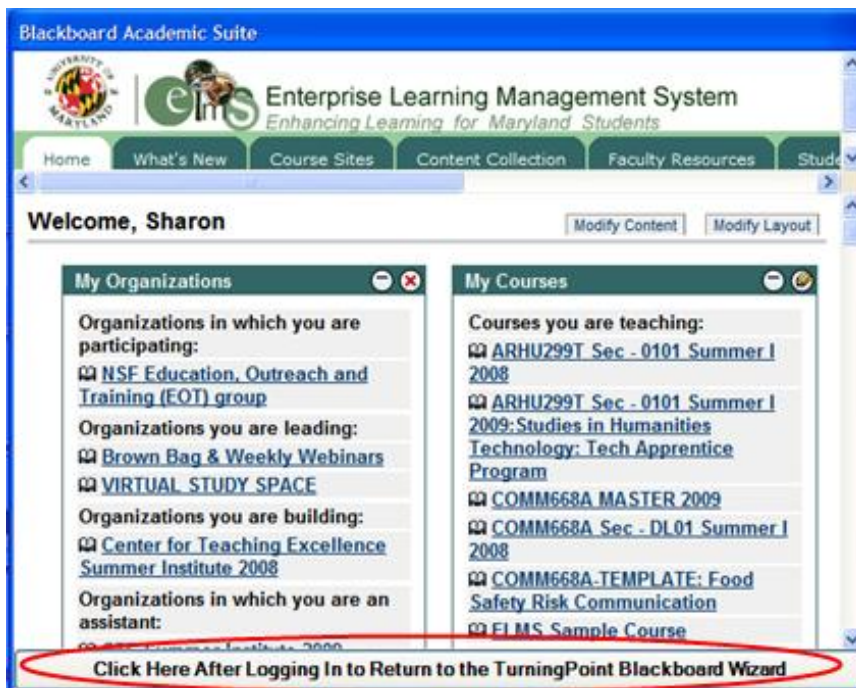 Blackboard Academic Suite
UNIVERSITY OF
MARYLAND
elms
Enterprise Learning Management System
Enhancing Learning for Maryland Students
Home What's New Course Sites Content Collection Faculty Resources Stude
Welcome, Sharon
Modify Content Modify Layout
My Organizations
Organizations in which you are
participating:
NSF Education, Outreach and
Training (EOT) group
Organizations you are leading:
Brown Bag & Weekly Webinars
VIRTUAL STUDY SPACE
Organizations you are building:
Center for Teaching Excellence
Summer Institute 2008
Organizations in which you are an
assistant:
My Courses
Courses you are teaching:
ARHU299T Sec - 0101 Summer I
2008
ARHU299T Sec - 0101 Summer I
2009:Studies in Humanities
Technology: Tech Apprentice
Program
COMM668A MASTER 2009
COMM668A Sec - DL01 Summer I
2008
COMM668A-TEMPLATE: Food
Safety Risk Communication
ELMS Sample Course
Click Here After Logging In to Return to the TurningPoint Blackboard Wizard